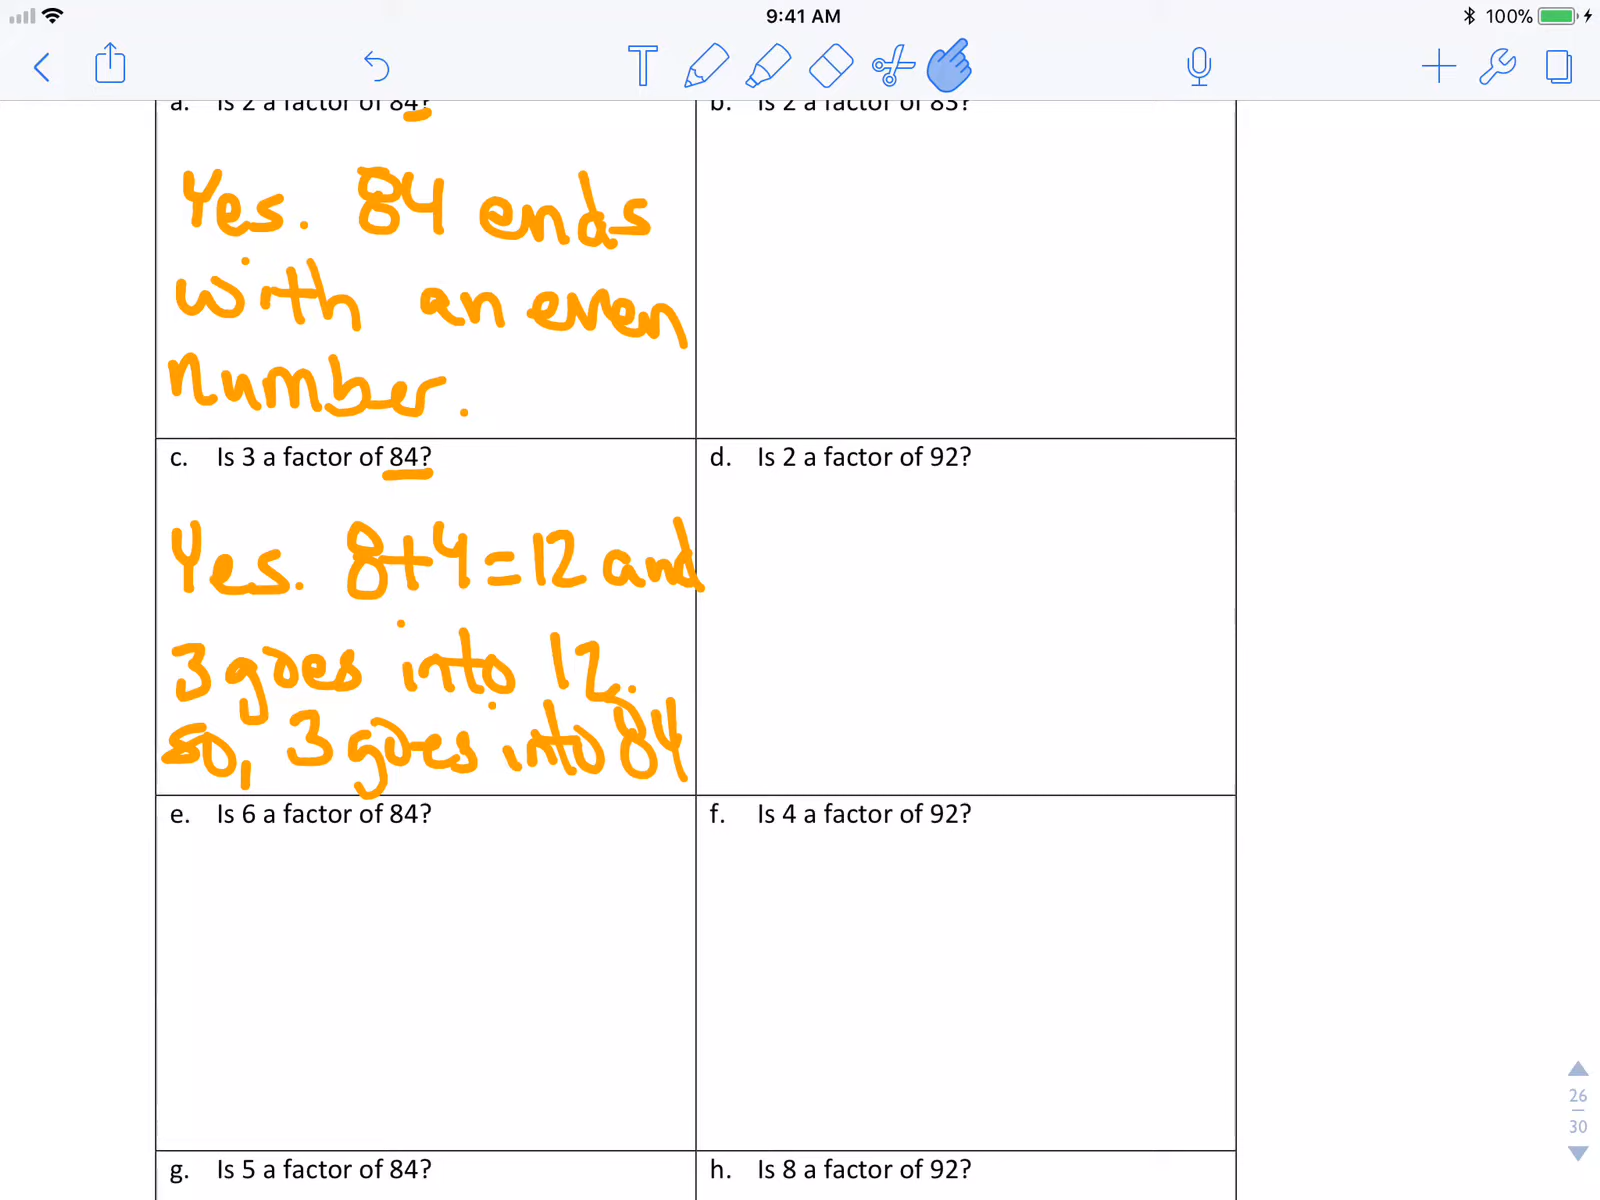 9:41 AM
100%
a. Is 2 a factor of 84?
b. Is 2 a factor of 83?
Yes. 84 ends
with an even
number.
c. Is 3 a factor of 84?
d. Is 2 a factor of 92?
Yes. 8+4=12 and
3 goes into 12.
so, 3 goes into 84
e. Is 6 a factor of 84?
f. Is 4 a factor of 92?
g. Is 5 a factor of 84?
h. Is 8 a factor of 92?
26
30